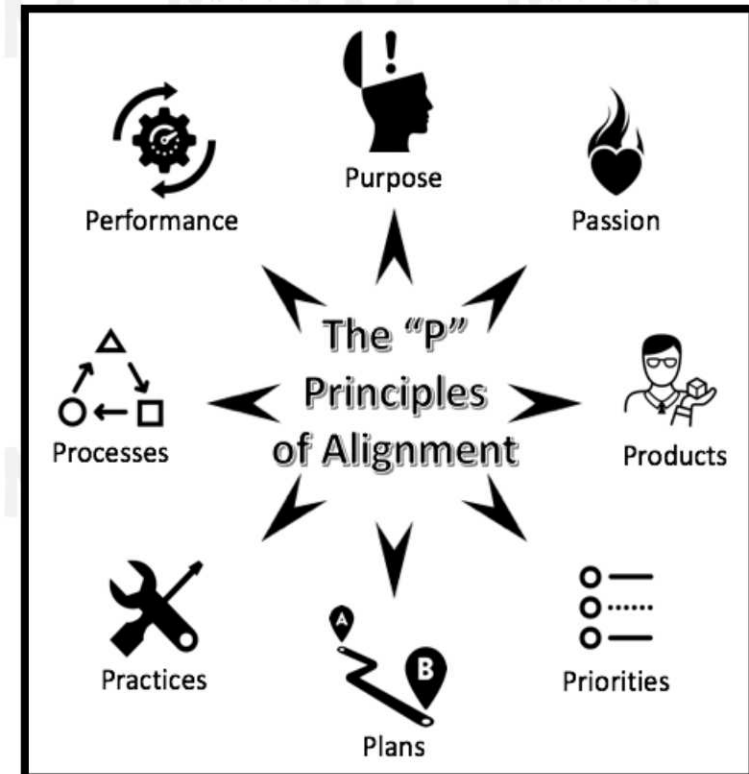 Purpose
Performance
Passion
The “P”
Principles
of Alignment
Processes
Products
Practices
Priorities
A
B
Plans